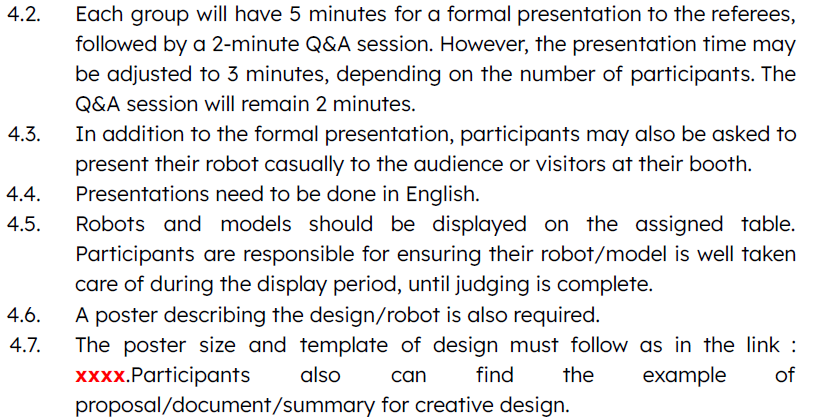 4.2. Each group will have 5 minutes for a formal presentation to the referees,
followed by a 2-minute Q&A session. However, the presentation time may
be adjusted to 3 minutes, depending on the number of participants. The
Q&A session will remain 2 minutes.
4.3. In addition to the formal presentation, participants may also be asked to
present their robot casually to the audience or visitors at their booth.
4.4. Presentations need to be done in English.
4.5. Robots and models should be displayed on the assigned table.
Participants are responsible for ensuring their robot/model is well taken
care of during the display period, until judging is complete.
4.6. A poster describing the design/robot is also required.
4.7. The poster size and template of design must follow as in the link :
xxxx.Participants also can find the example of
proposal/document/summary for creative design.